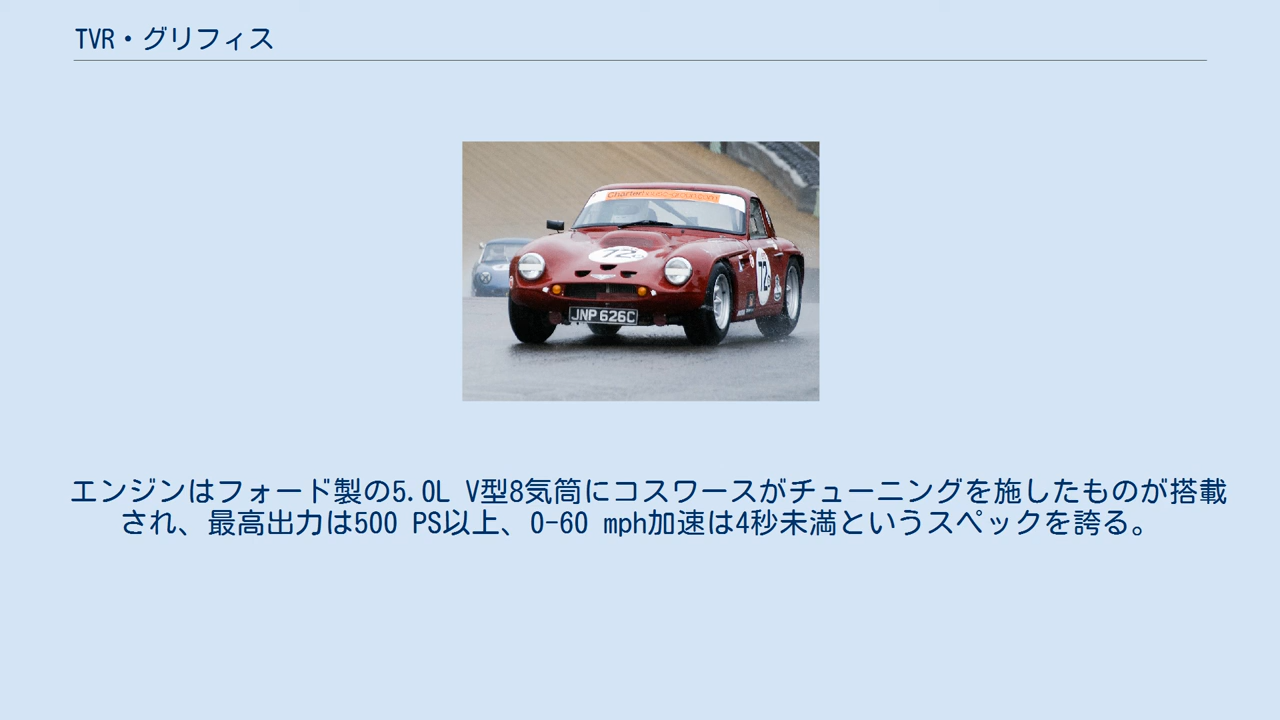 TVR・グリフィス
72
72
JNP 626C
エンジンはフォード製の5.0L V型8気筒にコスワースがチューニングを施したものが搭載
され、最高出力は500 PS以上、0-60 mph加速は4秒未満というスペックを誇る。